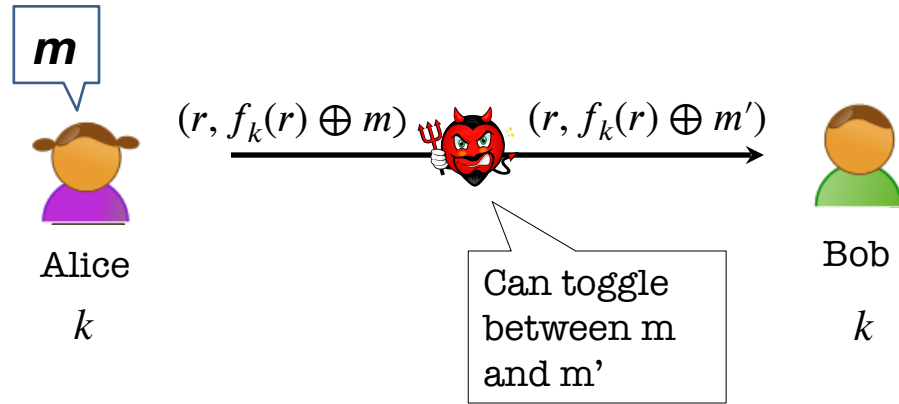 m
(r, f_k(r) ⊕ m)
(r, f_k(r) ⊕ m′)
Alice
Bob
k
k
Can toggle
between m
and m’